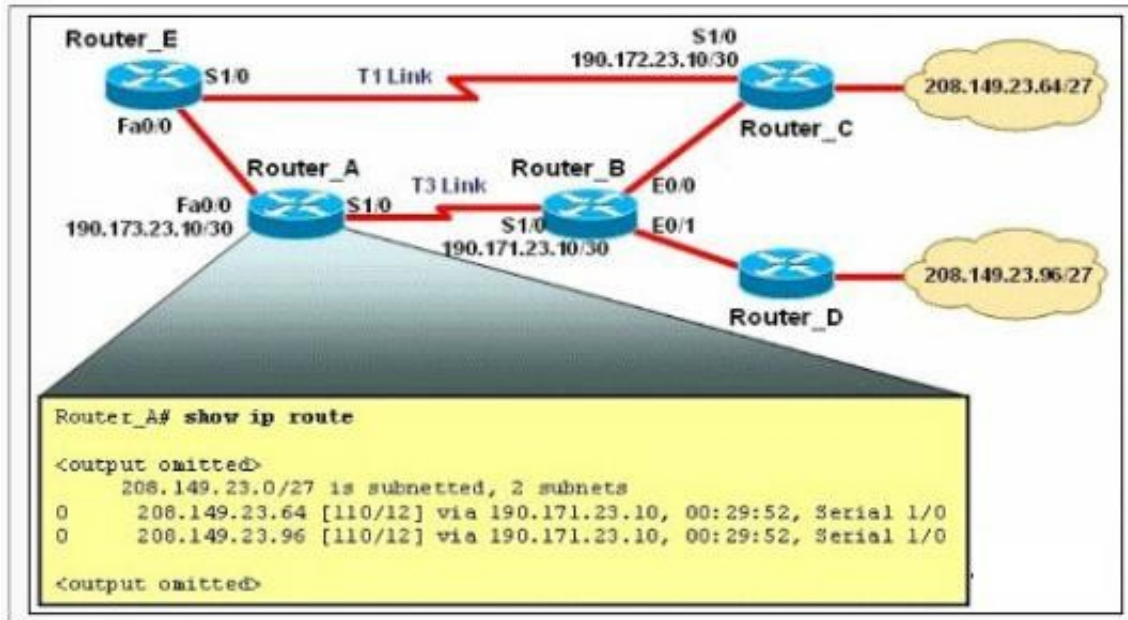 Router_E
S1/0
Fa0/0
T1 Link
S1/0
190.172.23.10/30
Router_C
208.149.23.64/27
Router_A
Fa0/0
190.173.23.10/30
S1/0
T3 Link
Router_B
S1/0
190.171.23.10/30
E0/0
E0/1
Router_D
208.149.23.96/27
Router_A# show ip route
<output omitted>
208.149.23.0/27 is subnetted, 2 subnets
O 208.149.23.64 [110/12] via 190.171.23.10, 00:29:52, Serial 1/0
O 208.149.23.96 [110/12] via 190.171.23.10, 00:29:52, Serial 1/0
<output omitted>